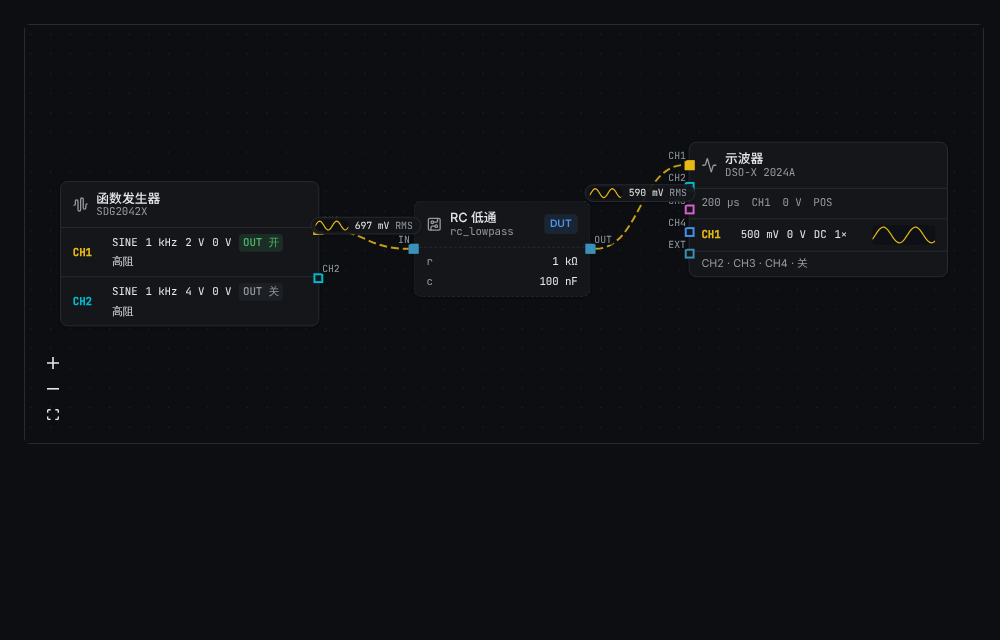 函数发生器
SDG2042X
CH1 SINE 1 kHz 2 V 0 V OUT 开
高阻
CH2 SINE 1 kHz 4 V 0 V OUT 关
高阻
CH2
697 mV RMS
IN
RC 低通
rc_lowpass
DUT
r 1 kΩ
c 100 nF
OUT
590 mV RMS
CH1
CH2
CH4
EXT
示波器
DSO-X 2024A
200 µs CH1 0 V POS
CH1 500 mV 0 V DC 1×
CH2 · CH3 · CH4 · 关